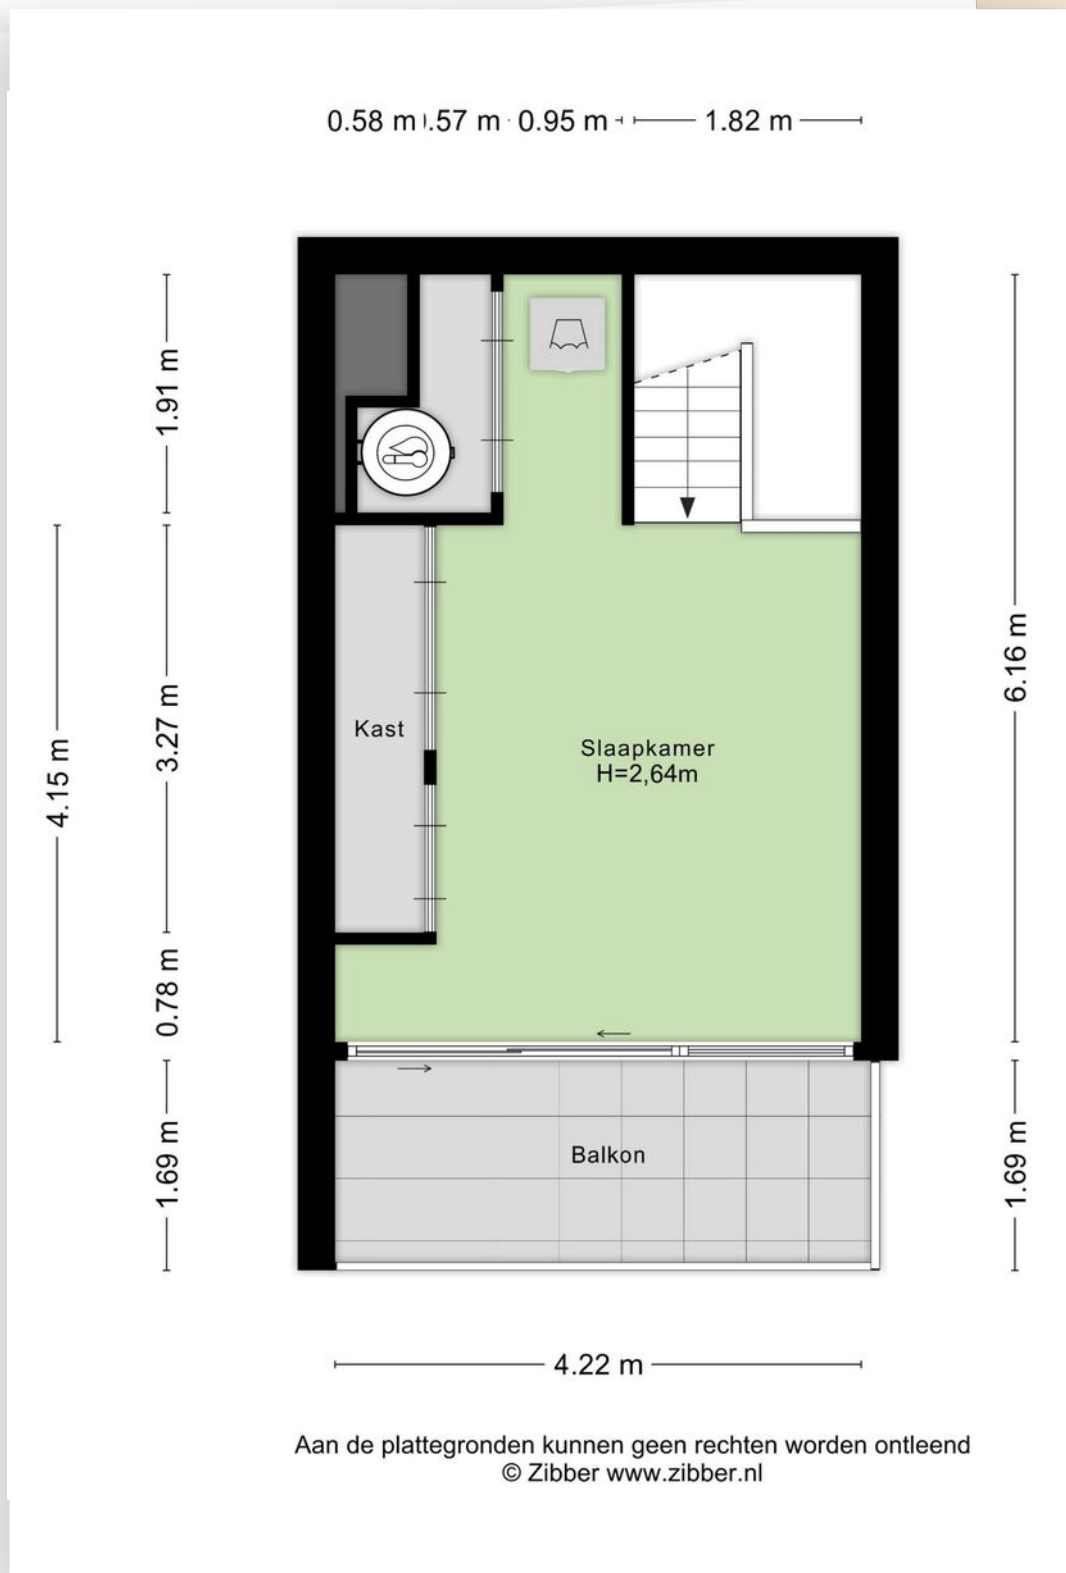 0.58 m
.57 m
0.95 m
1.82 m
1.91 m
3.27 m
4.15 m
0.78 m
1.69 m
6.16 m
1.69 m
Kast
Slaapkamer
H=2,64m
Balkon
4.22 m
Aan de plattegronden kunnen geen rechten worden ontleend
© Zibber www.zibber.nl